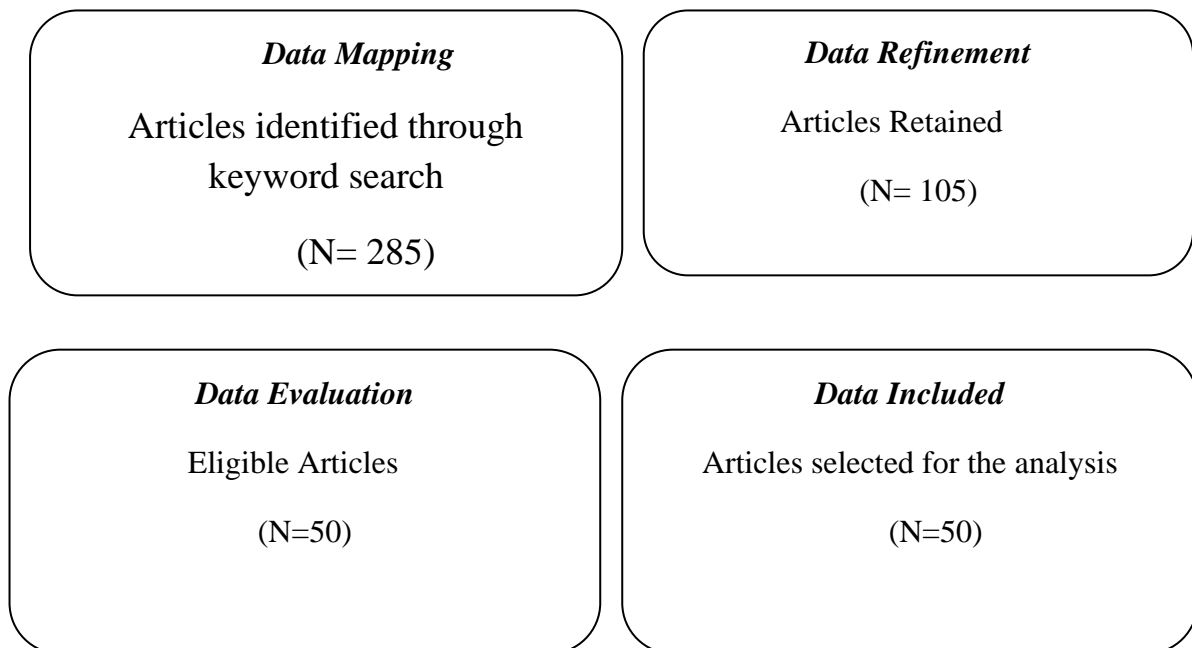 Data Mapping
Articles identified through
keyword search
(N= 285)
Data Refinement
Articles Retained
(N= 105)
Data Evaluation
Eligible Articles
(N=50)
Data Included
Articles selected for the analysis
(N=50)